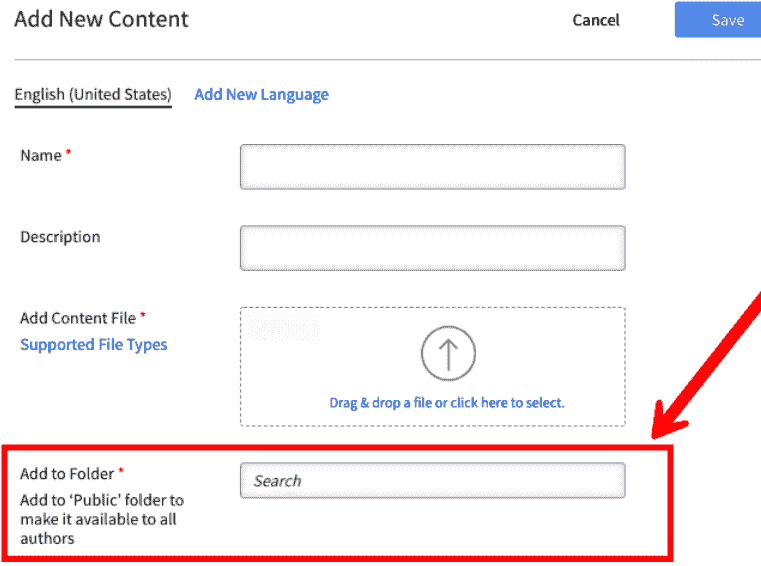 Add New Content
Cancel
Save
English (United States)
Add New Language
Name *
Description
Add Content File *
Supported File Types
Drag & drop a file or click here to select.
Add to Folder *
Search
Add to ‘Public’ folder to
make it available to all
authors